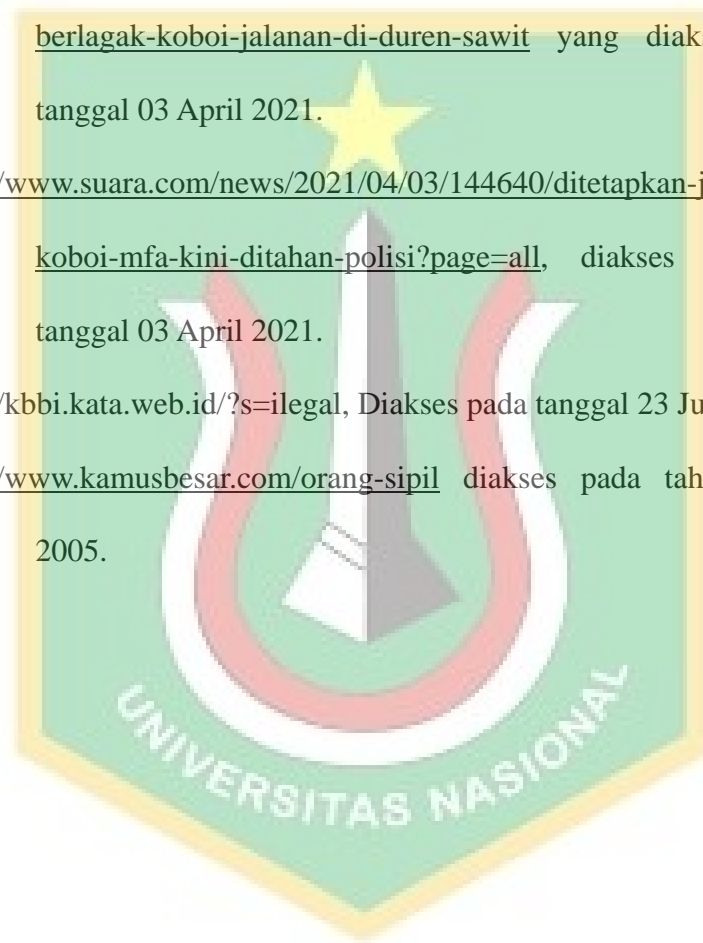 berlagak-koboi-jalanan-di-duren-sawit yang diaks
tanggal 03 April 2021.
/www.suara.com/news/2021/04/03/144640/ditetapkan-j
koboi-mfa-kini-ditahan-polisi?page=all, diakses
tanggal 03 April 2021.
/kbbi.kata.web.id/?s=ilegal, Diakses pada tanggal 23 Ju
/www.kamusbesar.com/orang-sipil diakses pada tah
2005.
UNIVERSITAS NASIONAL